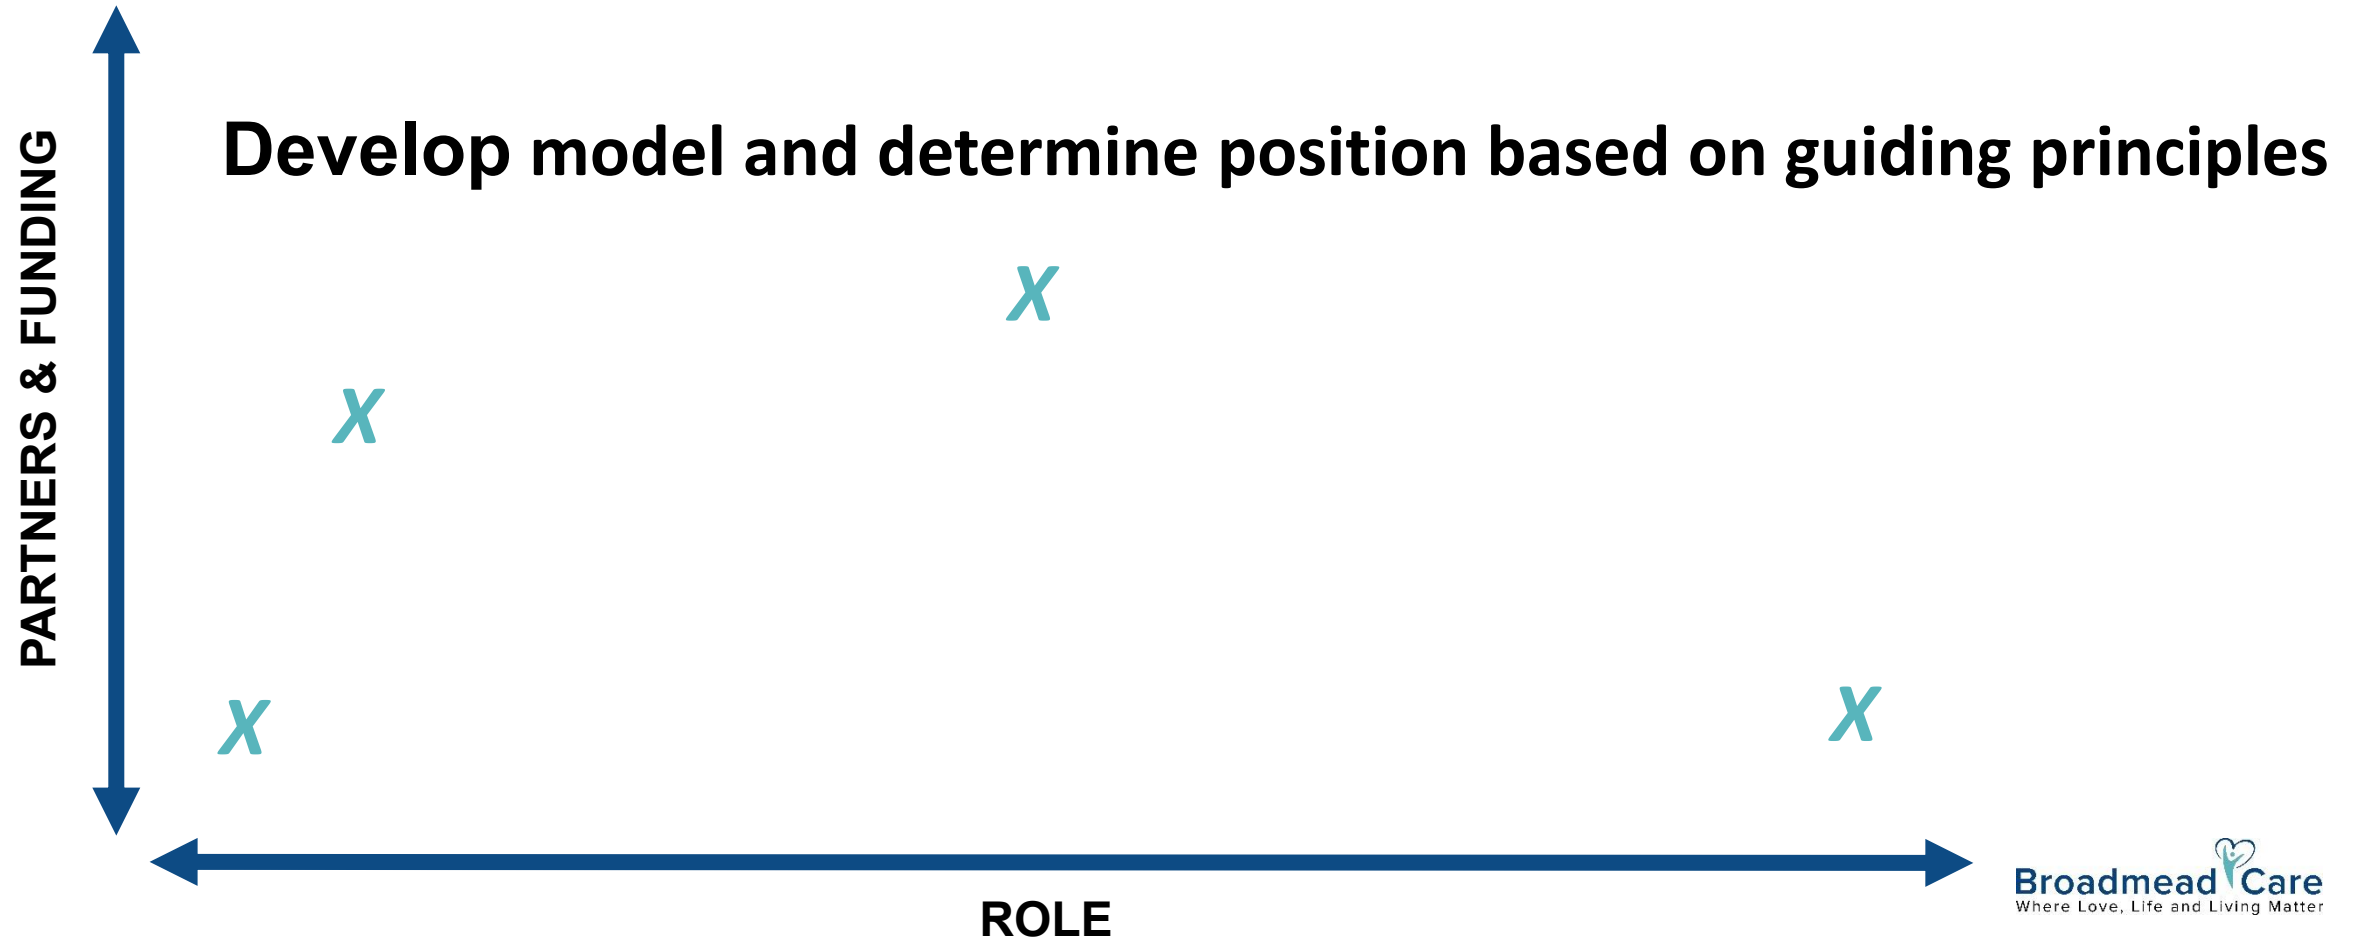 Develop model and determine position based on guiding principles
PARTNERS & FUNDING
X
X
X
X
ROLE
Broadmead Care
Where Love, Life and Living Matter